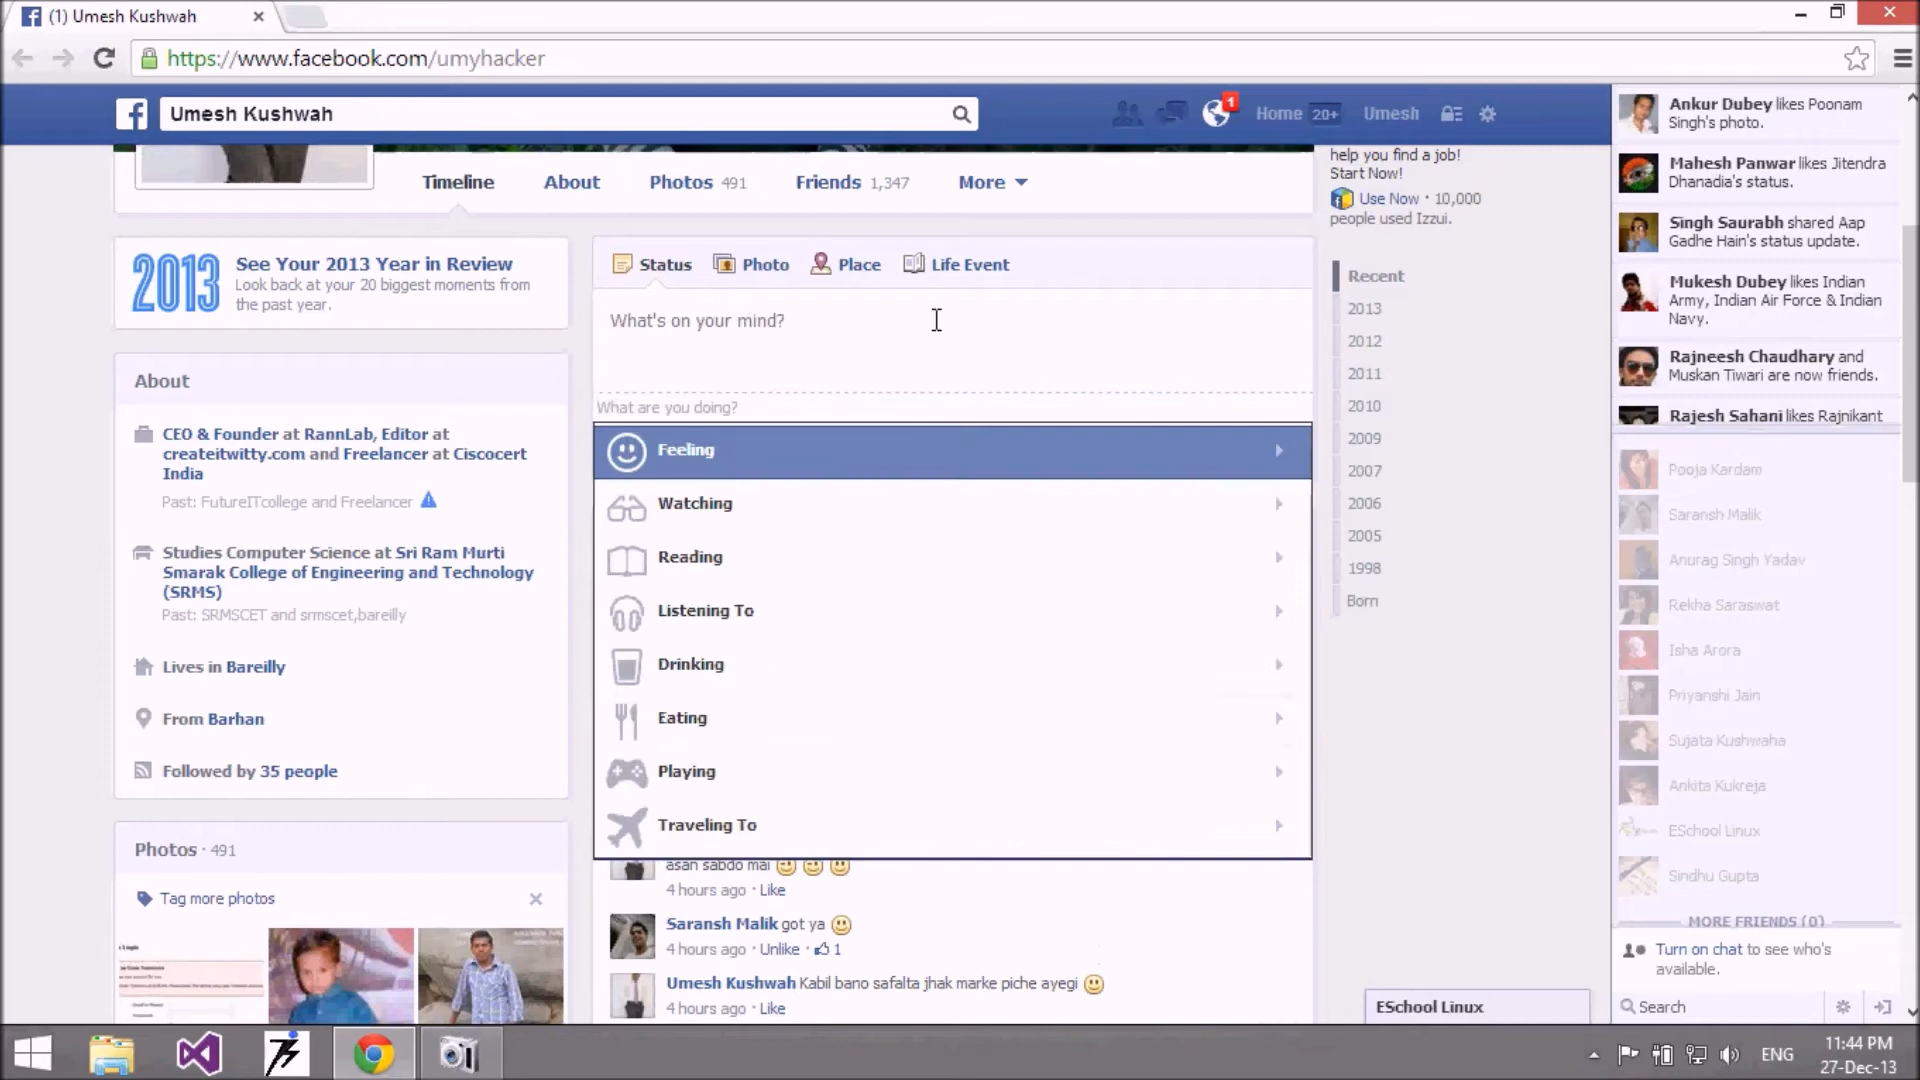 (1) Umesh Kushwah
https://www.facebook.com/umyhacker
Umesh Kushwah
1
Home 20+
Umesh
Timeline
About
Photos 491
Friends 1,347
More
2013
See Your 2013 Year in Review
Look back at your 20 biggest moments from
the past year.
About
CEO & Founder at RannLab, Editor at
createitwitty.com and Freelancer at Ciscocert
India
Past: FutureITcollege and Freelancer
Studies Computer Science at Sri Ram Murti
Smarak College of Engineering and Technology
(SRMS)
Past: SRMSCET and srmscet,bareilly
Lives in Bareilly
From Barhan
Followed by 35 people
Photos · 491
Tag more photos
Status
Photo
Place
Life Event
What's on your mind?
What are you doing?
Feeling
Watching
Reading
Listening To
Drinking
Eating
Playing
Traveling To
asan sabdo mai
4 hours ago · Like
Saransh Malik got ya
4 hours ago · Unlike · 1
Umesh Kushwah Kabil bano safalta jhak marke piche ayegi
4 hours ago · Like
help you find a job!
Start Now!
Use Now · 10,000
people used Izzui.
Recent
2013
2012
2011
2010
2009
2007
2006
2005
1998
Born
Ankur Dubey likes Poonam
Singh's photo.
Mahesh Panwar likes Jitendra
Dhanadia's status.
Singh Saurabh shared Aap
Gadhe Hain's status update.
Mukesh Dubey likes Indian
Army, Indian Air Force & Indian
Navy.
Rajneesh Chaudhary and
Muskan Tiwari are now friends.
Rajesh Sahani likes Rajnikant
Pooja Kardam
Saransh Malik
Anurag Singh Yadav
Rekha Saraswat
Isha Arora
Priyanshi Jain
Sujata Kushwaha
Ankita Kukreja
ESchool Linux
Sindhu Gupta
MORE FRIENDS (0)
Turn on chat to see who's
available.
Search
ESchool Linux
ENG
11:44 PM
27-Dec-13